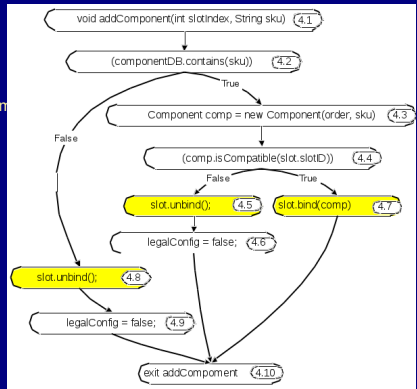 void addComponent(int slotIndex, String sku) 4.1
(componentDB.contains(sku)) 4.2
True
Component comp = new Component(order, sku) 4.3
False
(comp.isCompatible(slot.slotID)) 4.4
False
True
slot.unbind(); 4.5
slot.bind(comp) 4.7
legalConfig = false; 4.6
slot.unbind(); 4.8
legalConfig = false; 4.9
exit addCompoment 4.10